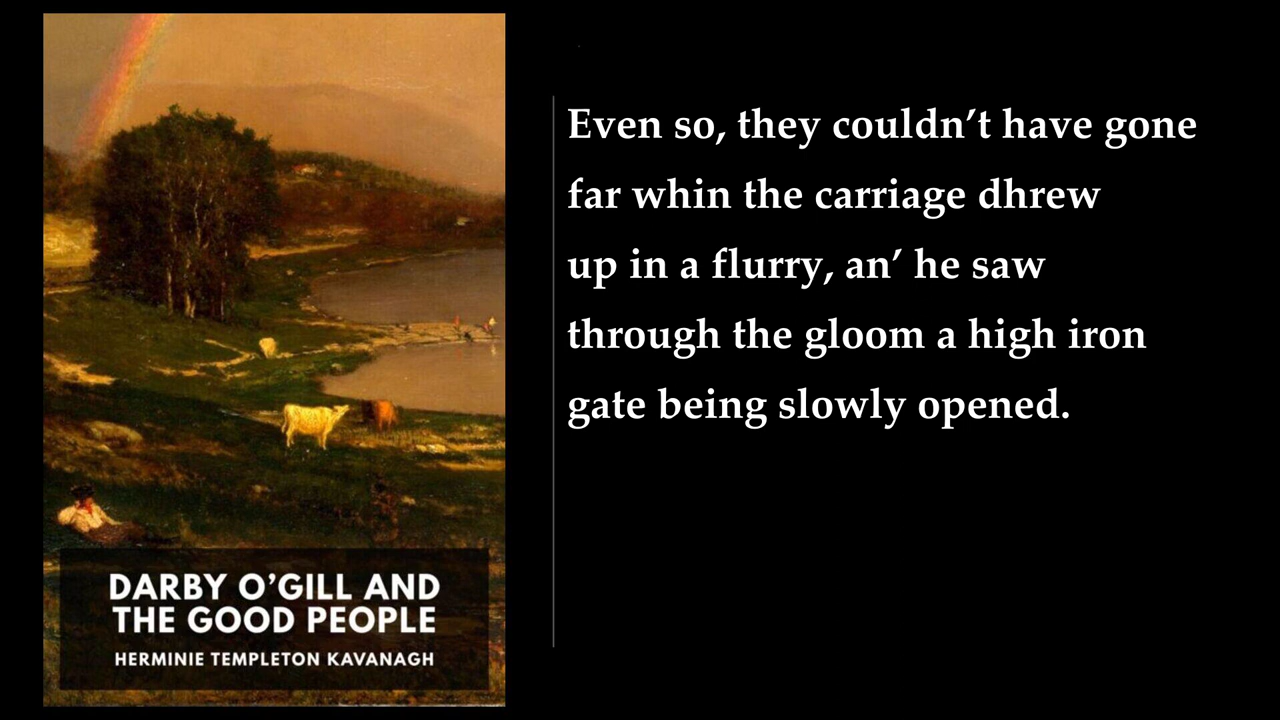 DARBY O’GILL AND
THE GOOD PEOPLE
HERMINIE TEMPLETON KAVANAGH
Even so, they couldn’t have gone
far whin the carriage dhrew
up in a flurry, an’ he saw
through the gloom a high iron
gate being slowly opened.